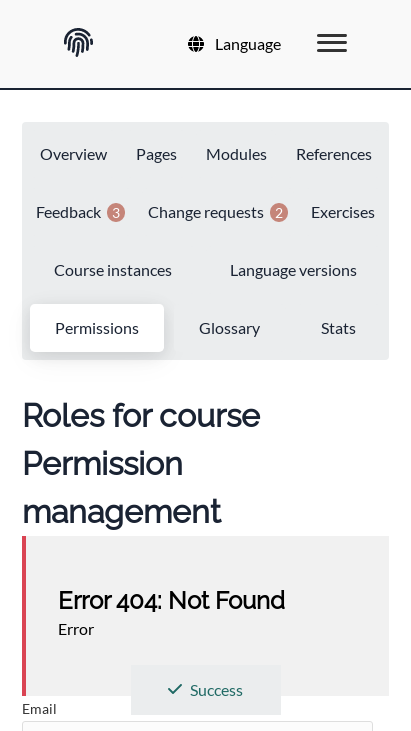 Language
Overview Pages Modules References
Feedback 3 Change requests 2 Exercises
Course instances Language versions
Permissions Glossary Stats
Roles for course
Permission
management
Error 404: Not Found
Error
Success
Email